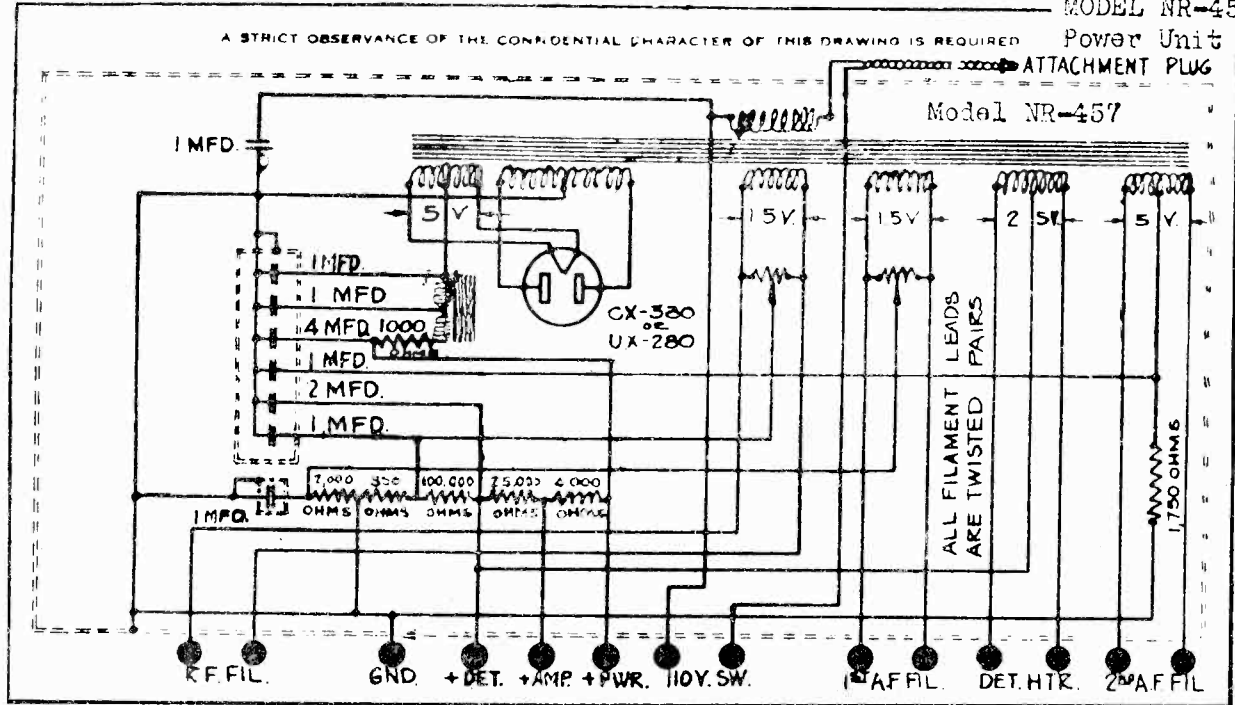 MODEL NR-45
A STRICT OBSERVANCE OF THE CONFIDENTIAL CHARACTER OF THIS DRAWING IS REQUIRED
Power Unit
ATTACHMENT PLUG
Model NR-457
1 MFD.
5 V.
1.5 V.
1.5 V
2.5 V.
5 V.
1 MFD.
1 MFD
4 MFD. 1000
OHMS
1 MFD.
2 MFD.
1 MFD.
CX-380
OR
UX-280
ALL FILAMENT LEADS
ARE TWISTED PAIRS
1,750 OHMS
1 MFD.
OHMS
OHMS
100,000
OHMS
25,000
OHMS
4,000
OHMS
R.F. FIL.
GND.
+DET.
+AMP.
+PWR.
110V. SW.
1ST A.F. FIL.
DET. HTR.
2ND A.F. FIL